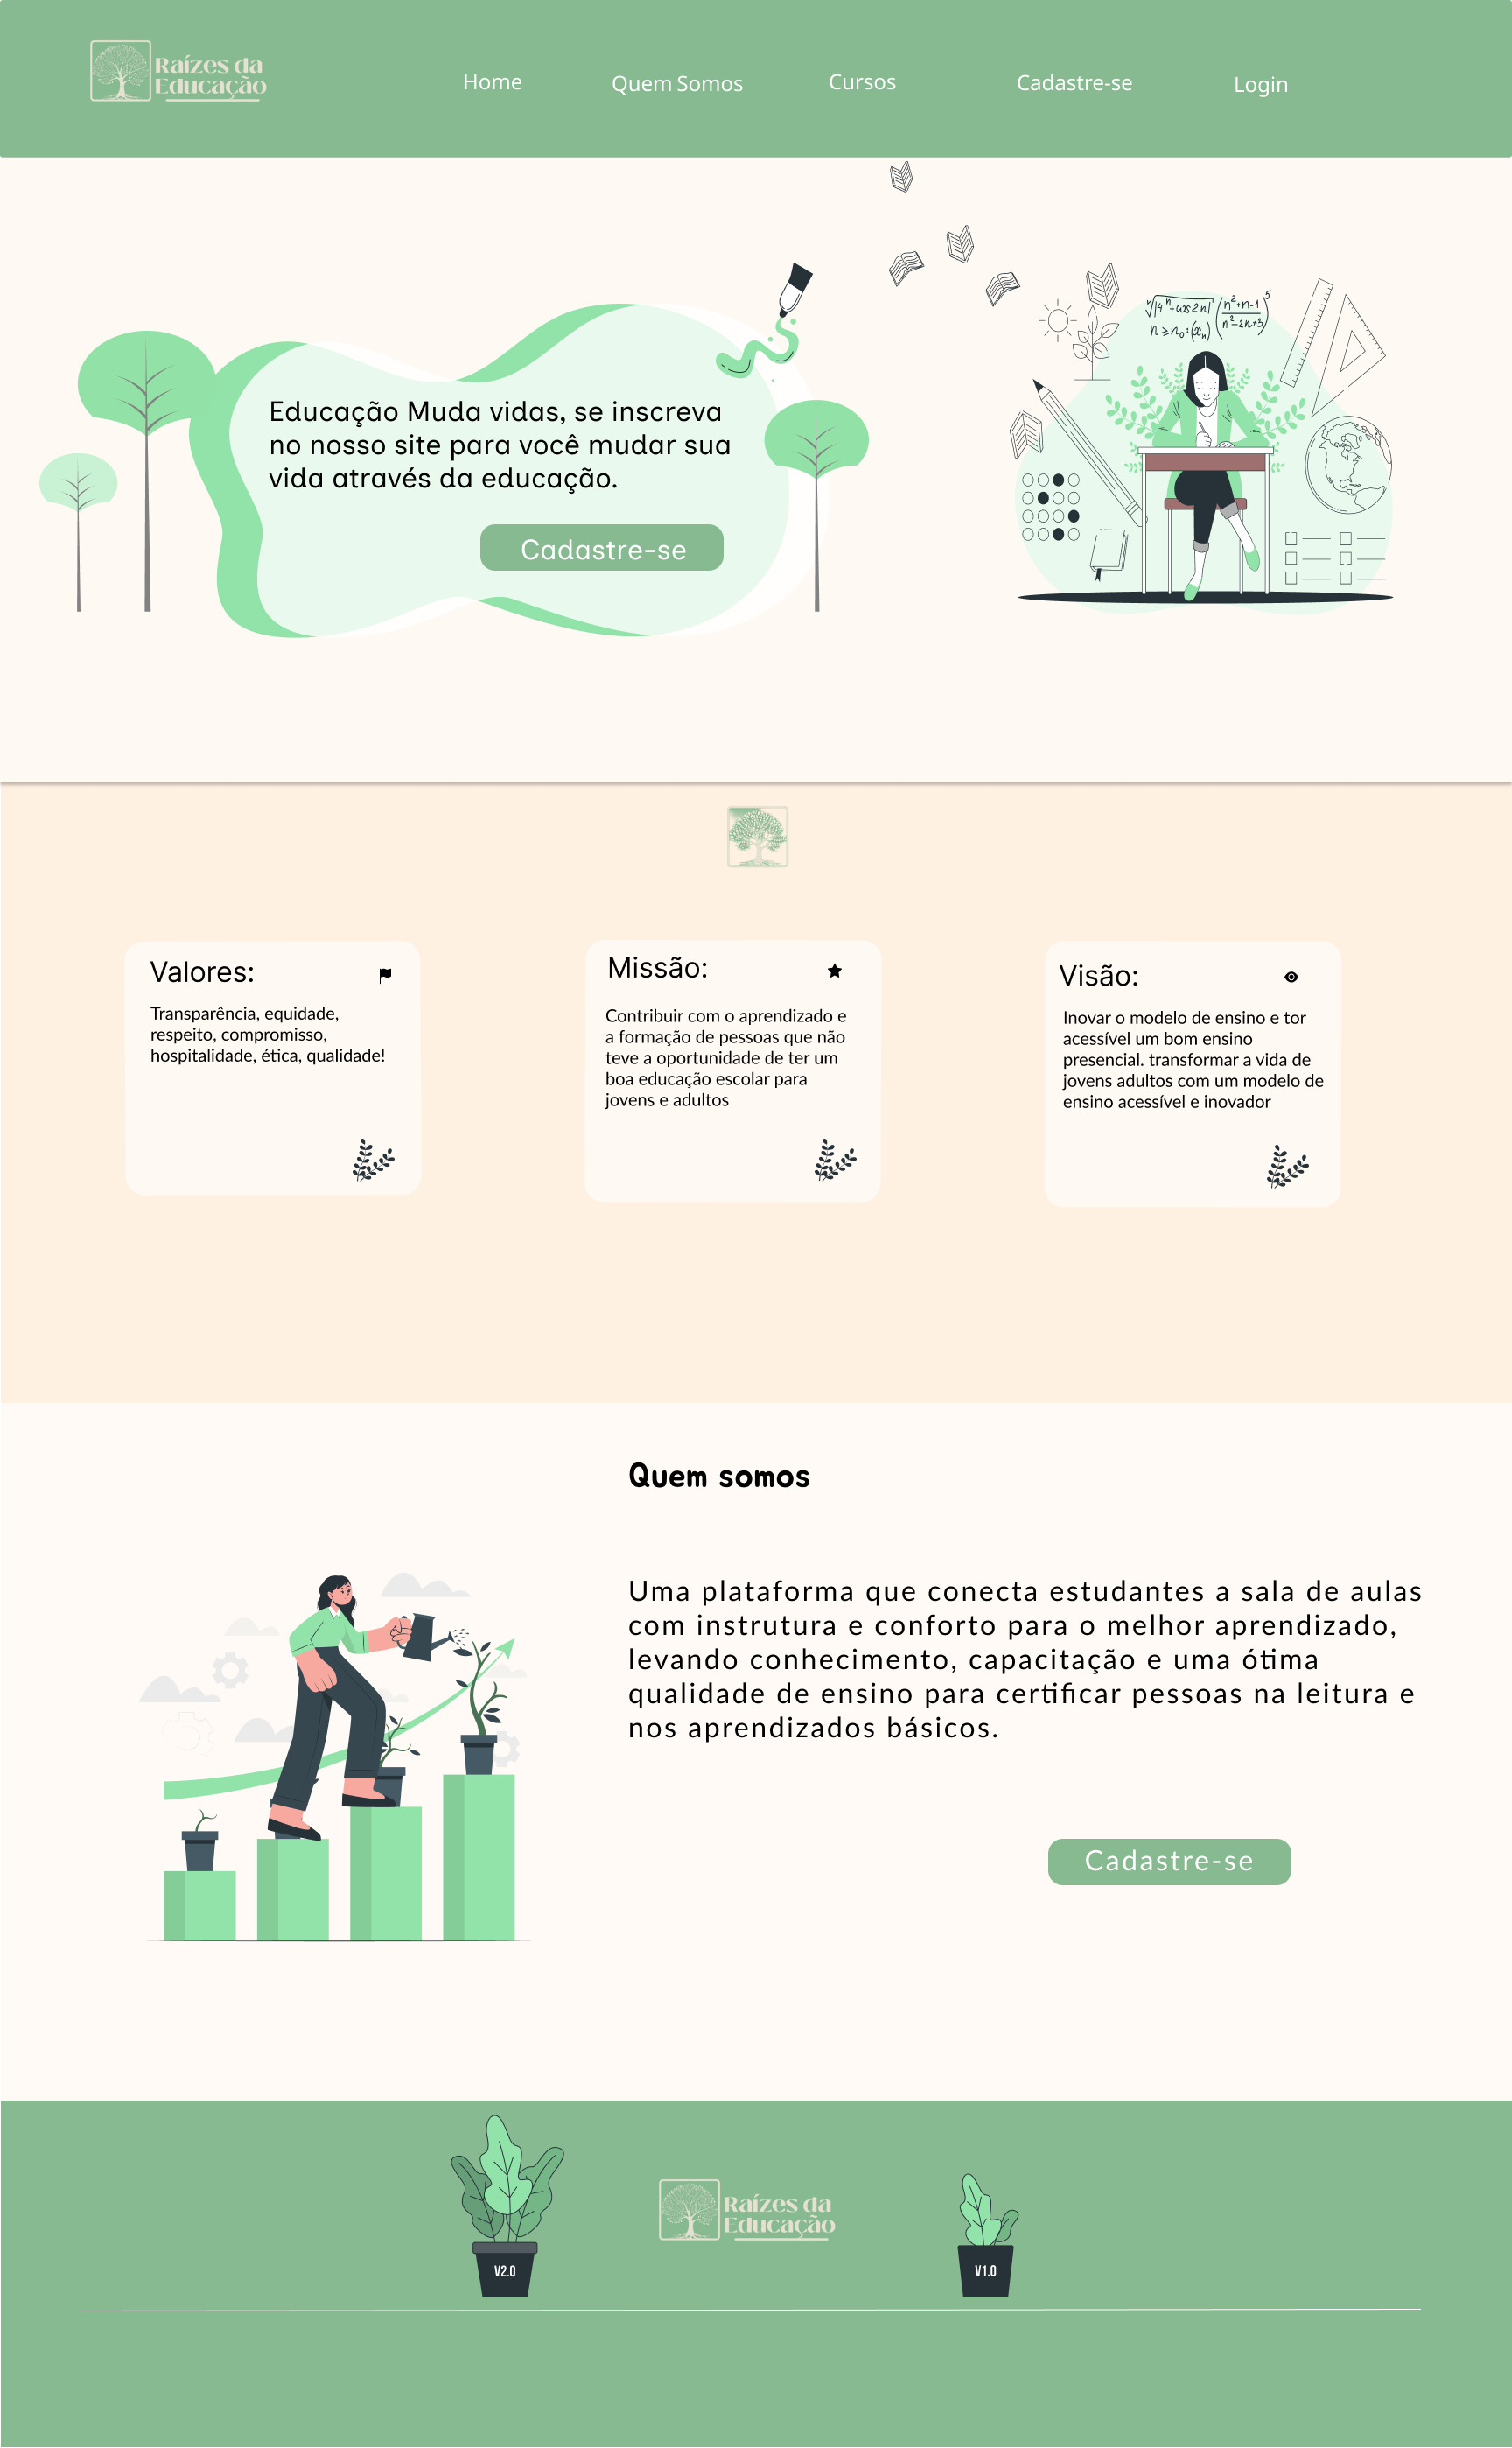 Raízes da
Educação
Home
Quem Somos
Cursos
Cadastre-se
Login
Educação Muda vidas, se inscreva
no nosso site para você mudar sua
vida através da educação.
Cadastre-se
Valores:
Transparência, equidade,
respeito, compromisso,
hospitalidade, ética, qualidade!
Missão:
Contribuir com o aprendizado e
a formação de pessoas que não
teve a oportunidade de ter um
boa educação escolar para
jovens e adultos
Visão:
Inovar o modelo de ensino e tor
acessível um bom ensino
presencial. transformar a vida de
jovens adultos com um modelo de
ensino acessível e inovador
Quem somos
Uma plataforma que conecta estudantes a sala de aulas
com instrutura e conforto para o melhor aprendizado,
levando conhecimento, capacitação e uma ótima
qualidade de ensino para certificar pessoas na leitura e
nos aprendizados básicos.
Cadastre-se
V2.0
Raízes da
Educação
V1.0